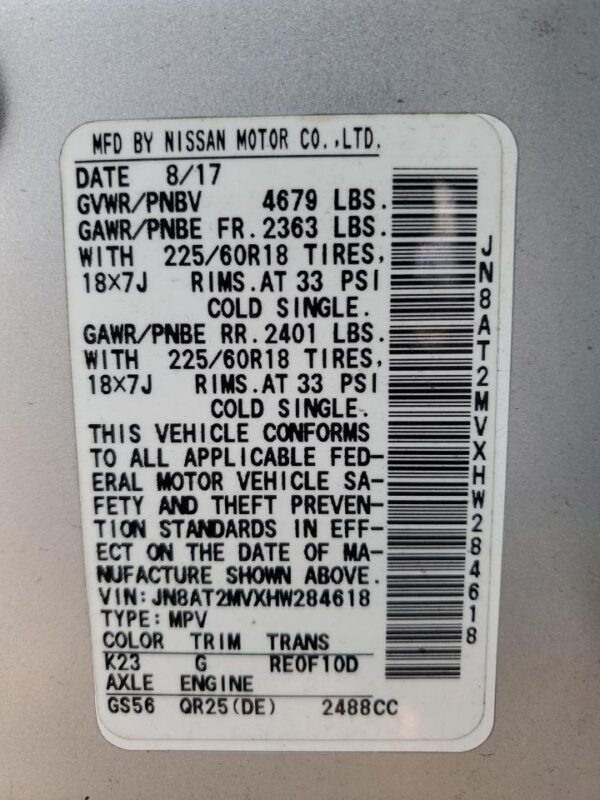 MFD BY NISSAN MOTOR CO.,LTD.
DATE 8/17
GVWR/PNBV 4679 LBS.
GAWR/PNBE FR. 2363 LBS.
WITH 225/60R18 TIRES,
18×7J RIMS.AT 33 PSI
COLD SINGLE.
GAWR/PNBE RR. 2401 LBS.
WITH 225/60R18 TIRES,
18×7J RIMS.AT 33 PSI
COLD SINGLE.
THIS VEHICLE CONFORMS
TO ALL APPLICABLE FED-
ERAL MOTOR VEHICLE SA-
FETY AND THEFT PREVEN-
TION STANDARDS IN EFF-
ECT ON THE DATE OF MA-
NUFACTURE SHOWN ABOVE.
VIN: JN8AT2MVXHW284618
TYPE: MPV
COLOR TRIM TRANS
K23 G RE0F10D
AXLE ENGINE
GS56 QR25(DE) 2488CC
JN8AT2MVXHW284618